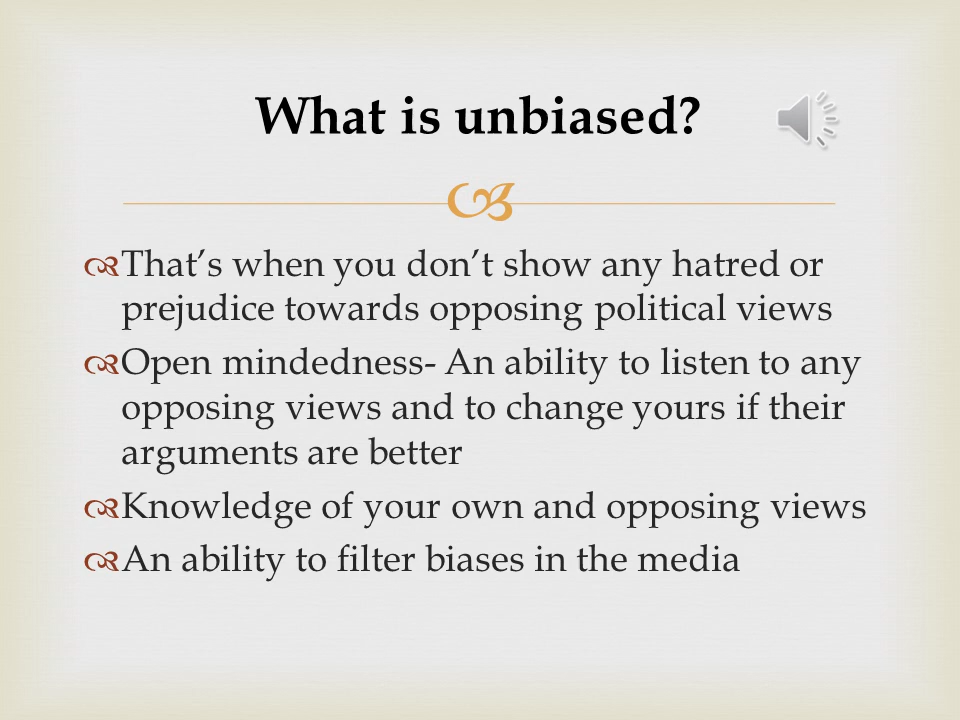 What is unbiased?
That’s when you don’t show any hatred or
prejudice towards opposing political views
Open mindedness- An ability to listen to any
opposing views and to change yours if their
arguments are better
Knowledge of your own and opposing views
An ability to filter biases in the media